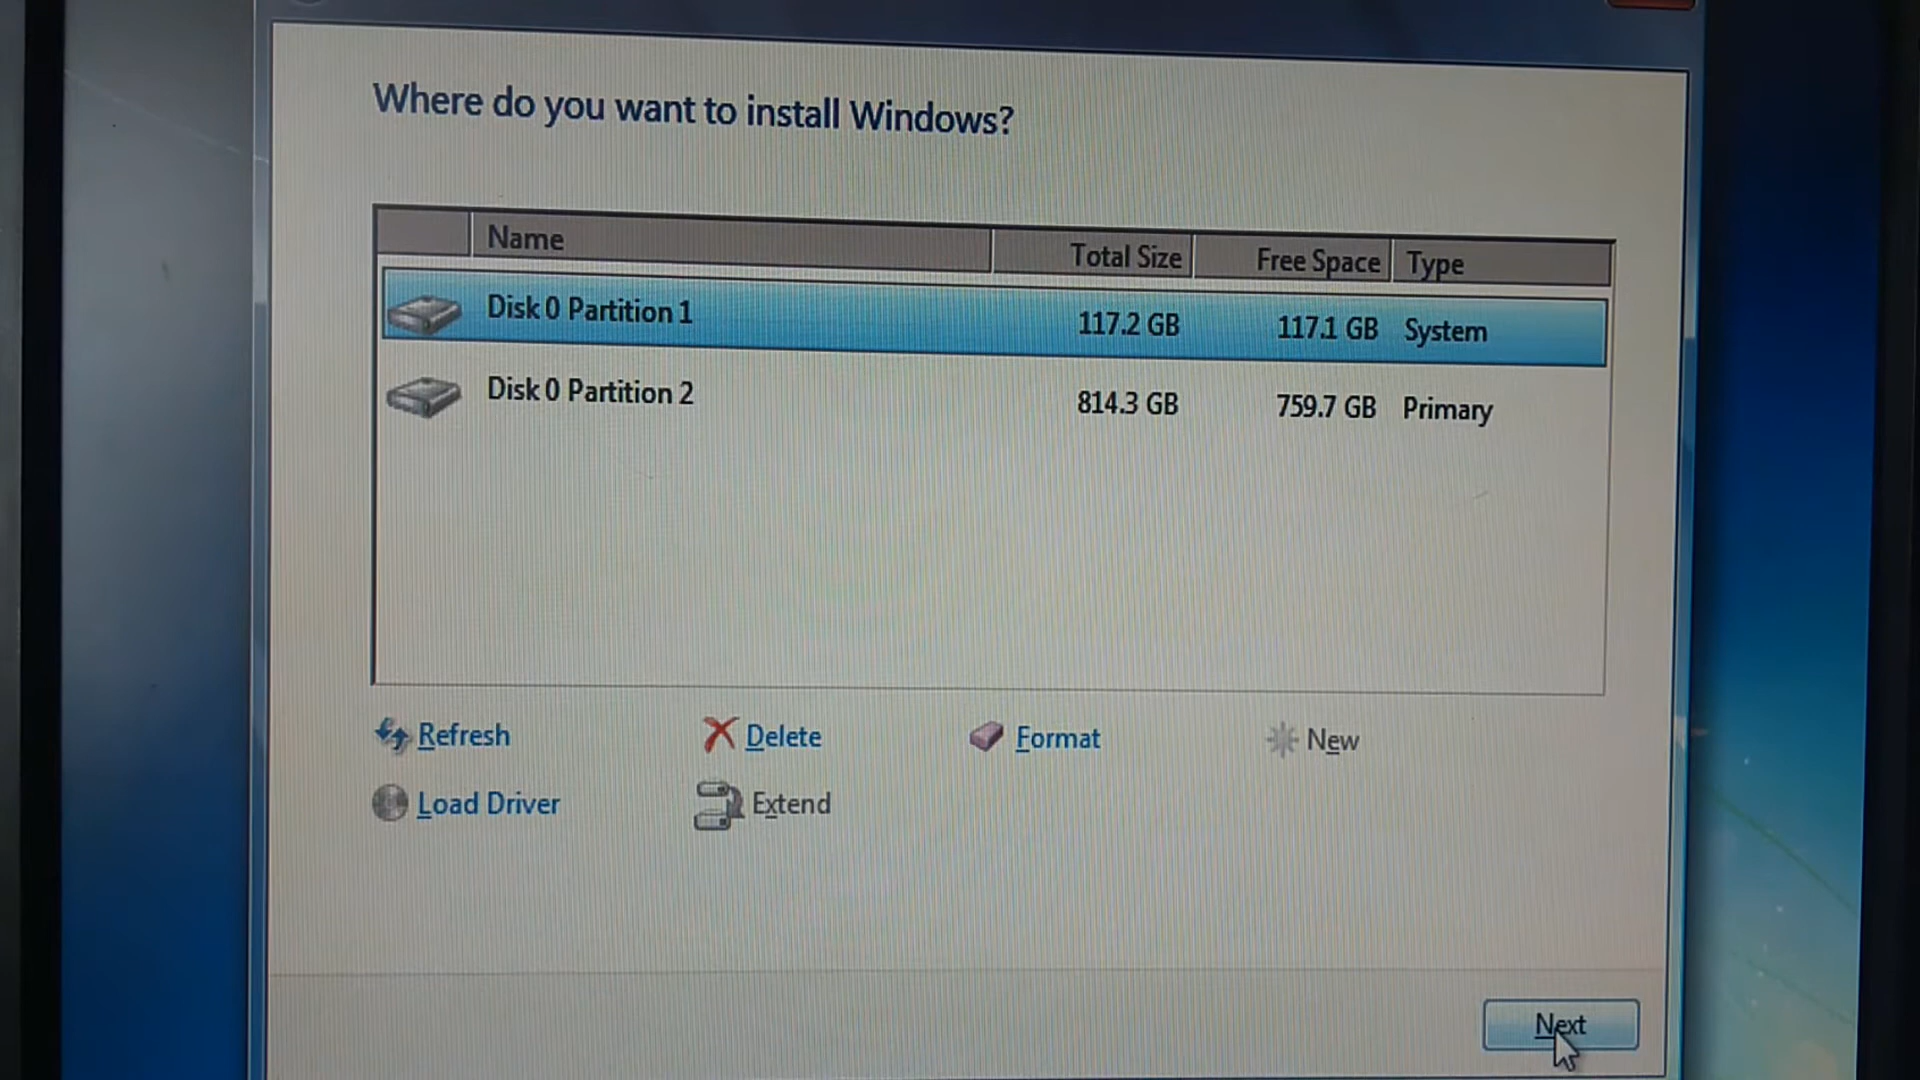 Where do you want to install Windows?
Name Total Size Free Space Type
Disk 0 Partition 1 117.2 GB 117.1 GB System
Disk 0 Partition 2 814.3 GB 759.7 GB Primary
Refresh Delete Format New
Load Driver Extend
Next